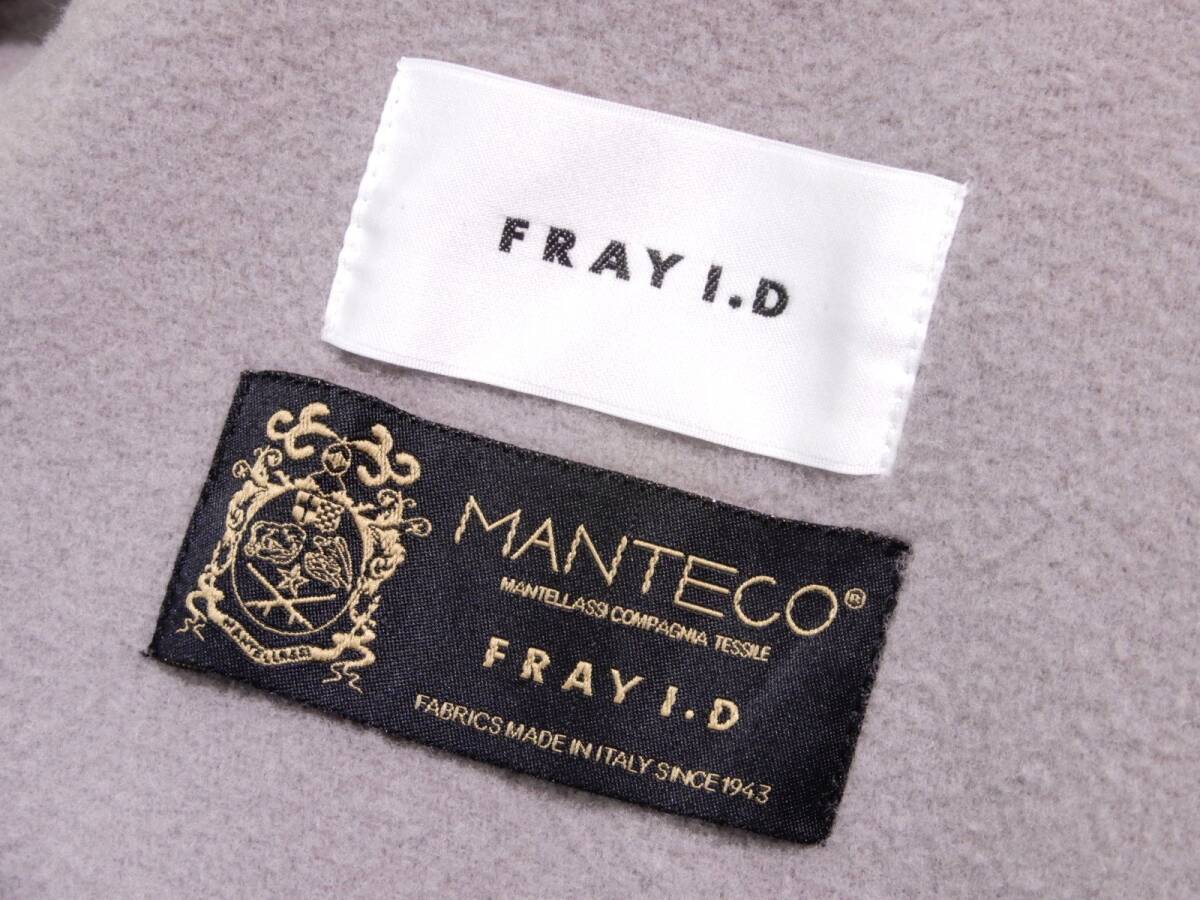 FRAY I.D
MANTECO®
MANTELLASSI COMPAGNIA TESSILE
FRAY I.D
FABRICS MADE IN ITALY SINCE 1943